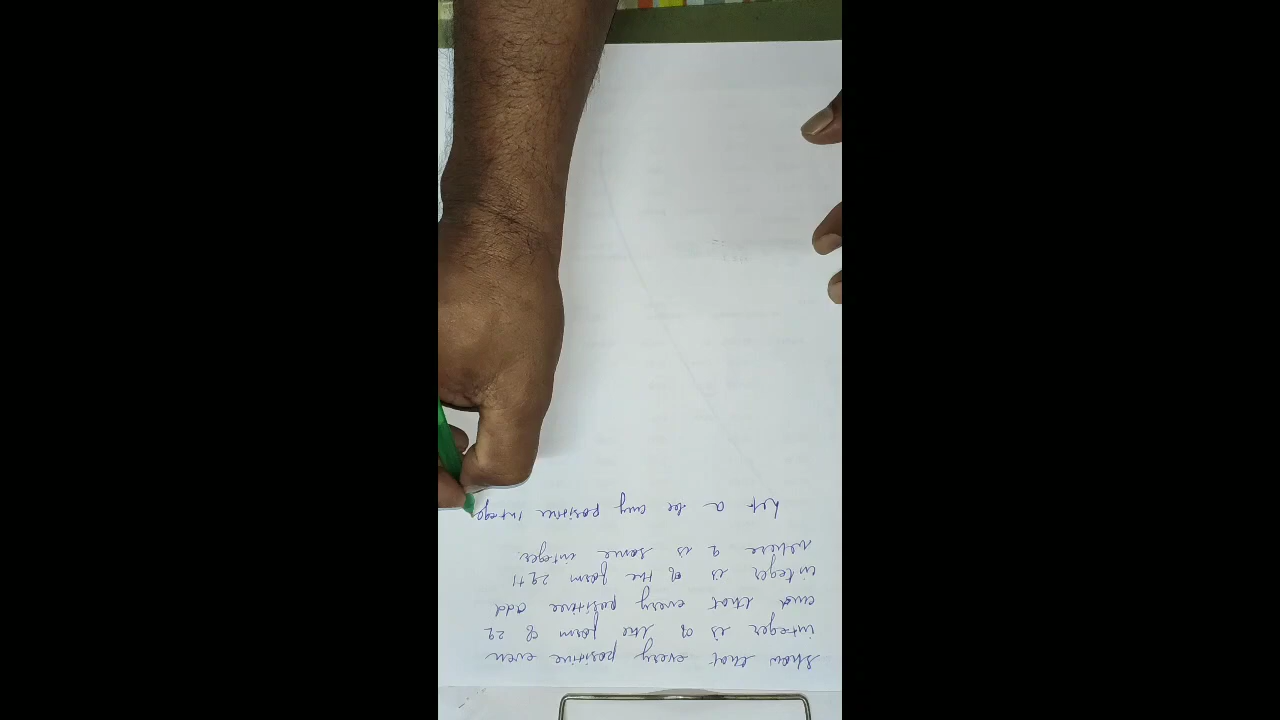 Show that every positive even
integer is of the form of 2q
and that every positive odd
integer is of the form 2q+1
where q is some integer.
Let a be any positive integ